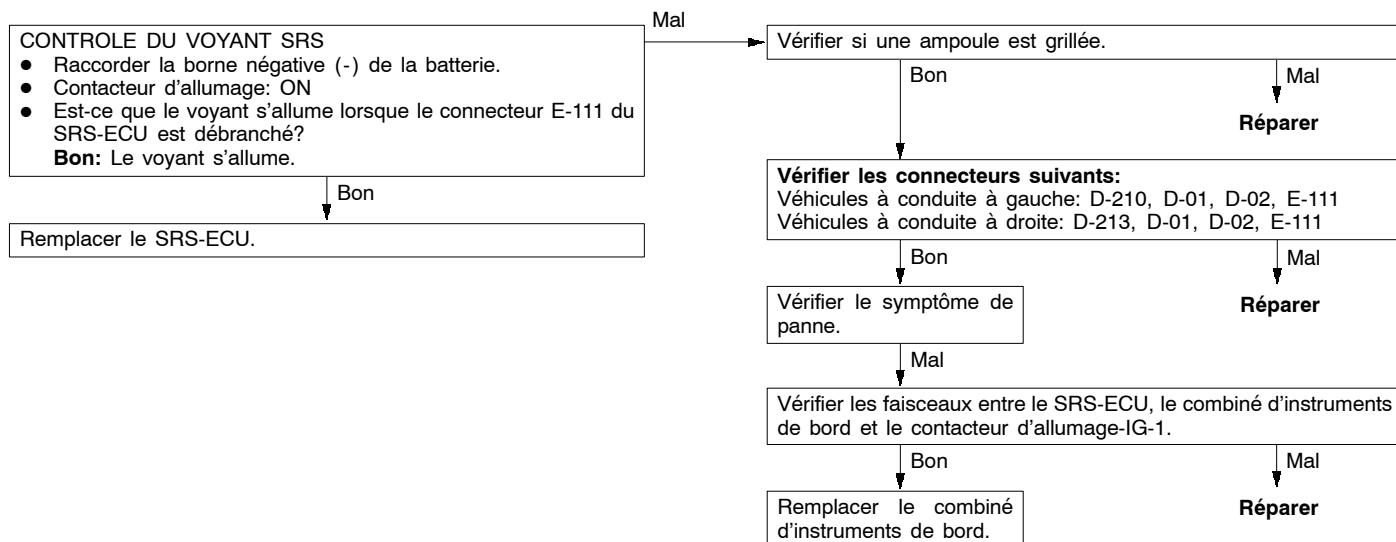 CONTROLE DU VOYANT SRS
● Raccorder la borne négative (-) de la batterie.
● Contacteur d'allumage: ON
● Est-ce que le voyant s'allume lorsque le connecteur E-111 du
SRS-ECU est débranché?
Bon: Le voyant s'allume.
Bon
Remplacer le SRS-ECU.
Mal
Vérifier si une ampoule est grillée.
Bon
Mal
Réparer
Vérifier les connecteurs suivants:
Véhicules à conduite à gauche: D-210, D-01, D-02, E-111
Véhicules à conduite à droite: D-213, D-01, D-02, E-111
Bon
Mal
Réparer
Vérifier le symptôme de
panne.
Mal
Vérifier les faisceaux entre le SRS-ECU, le combiné d'instruments
de bord et le contacteur d'allumage-IG-1.
Bon
Mal
Réparer
Remplacer le combiné
d'instruments de bord.